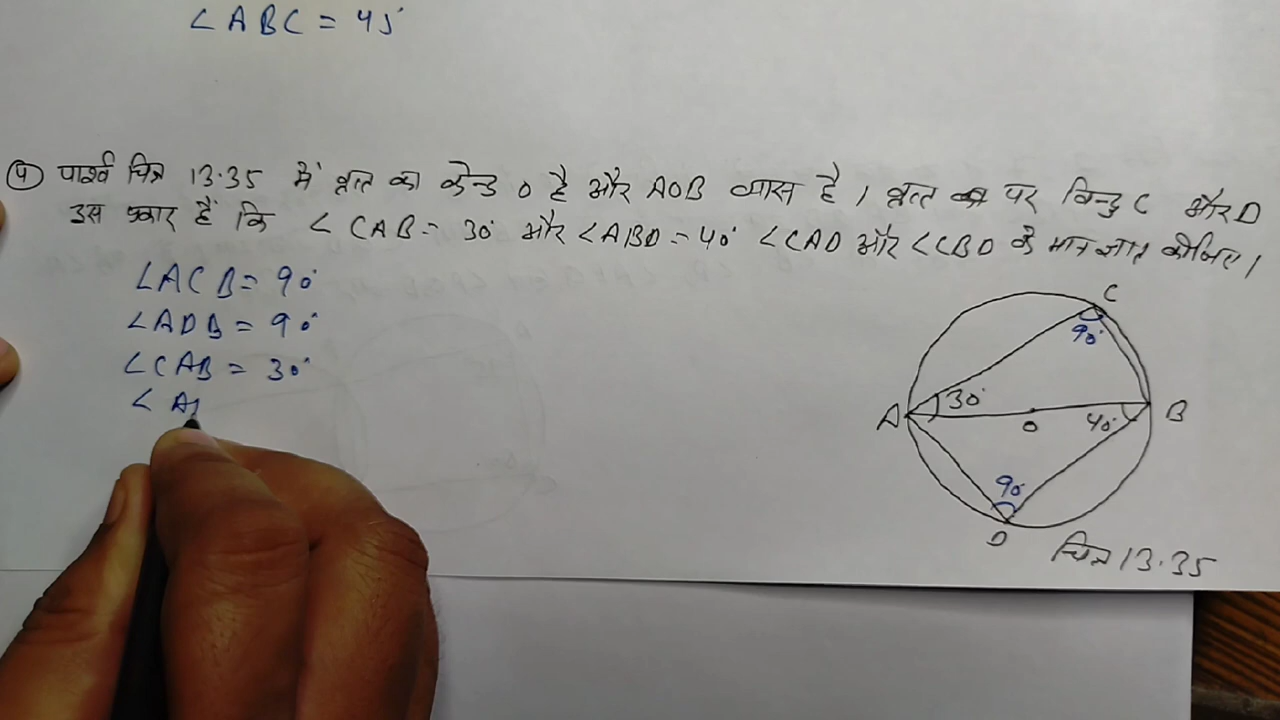 ∠ABC = 45°
④ पार्श्व चित्र 13.35 में वृत्त का केन्द्र O है और AOB व्यास है। वृत्त पर बिन्दु C और D
इस प्रकार हैं कि ∠CAB = 30° और ∠ABD = 40° ∠CAD और ∠CBD के मान ज्ञात कीजिए।
∠ACB = 90°
∠ADB = 90°
∠CAB = 30°
∠ A
C
90°
A
30°
O
40°
B
90°
D
चित्र 13.35